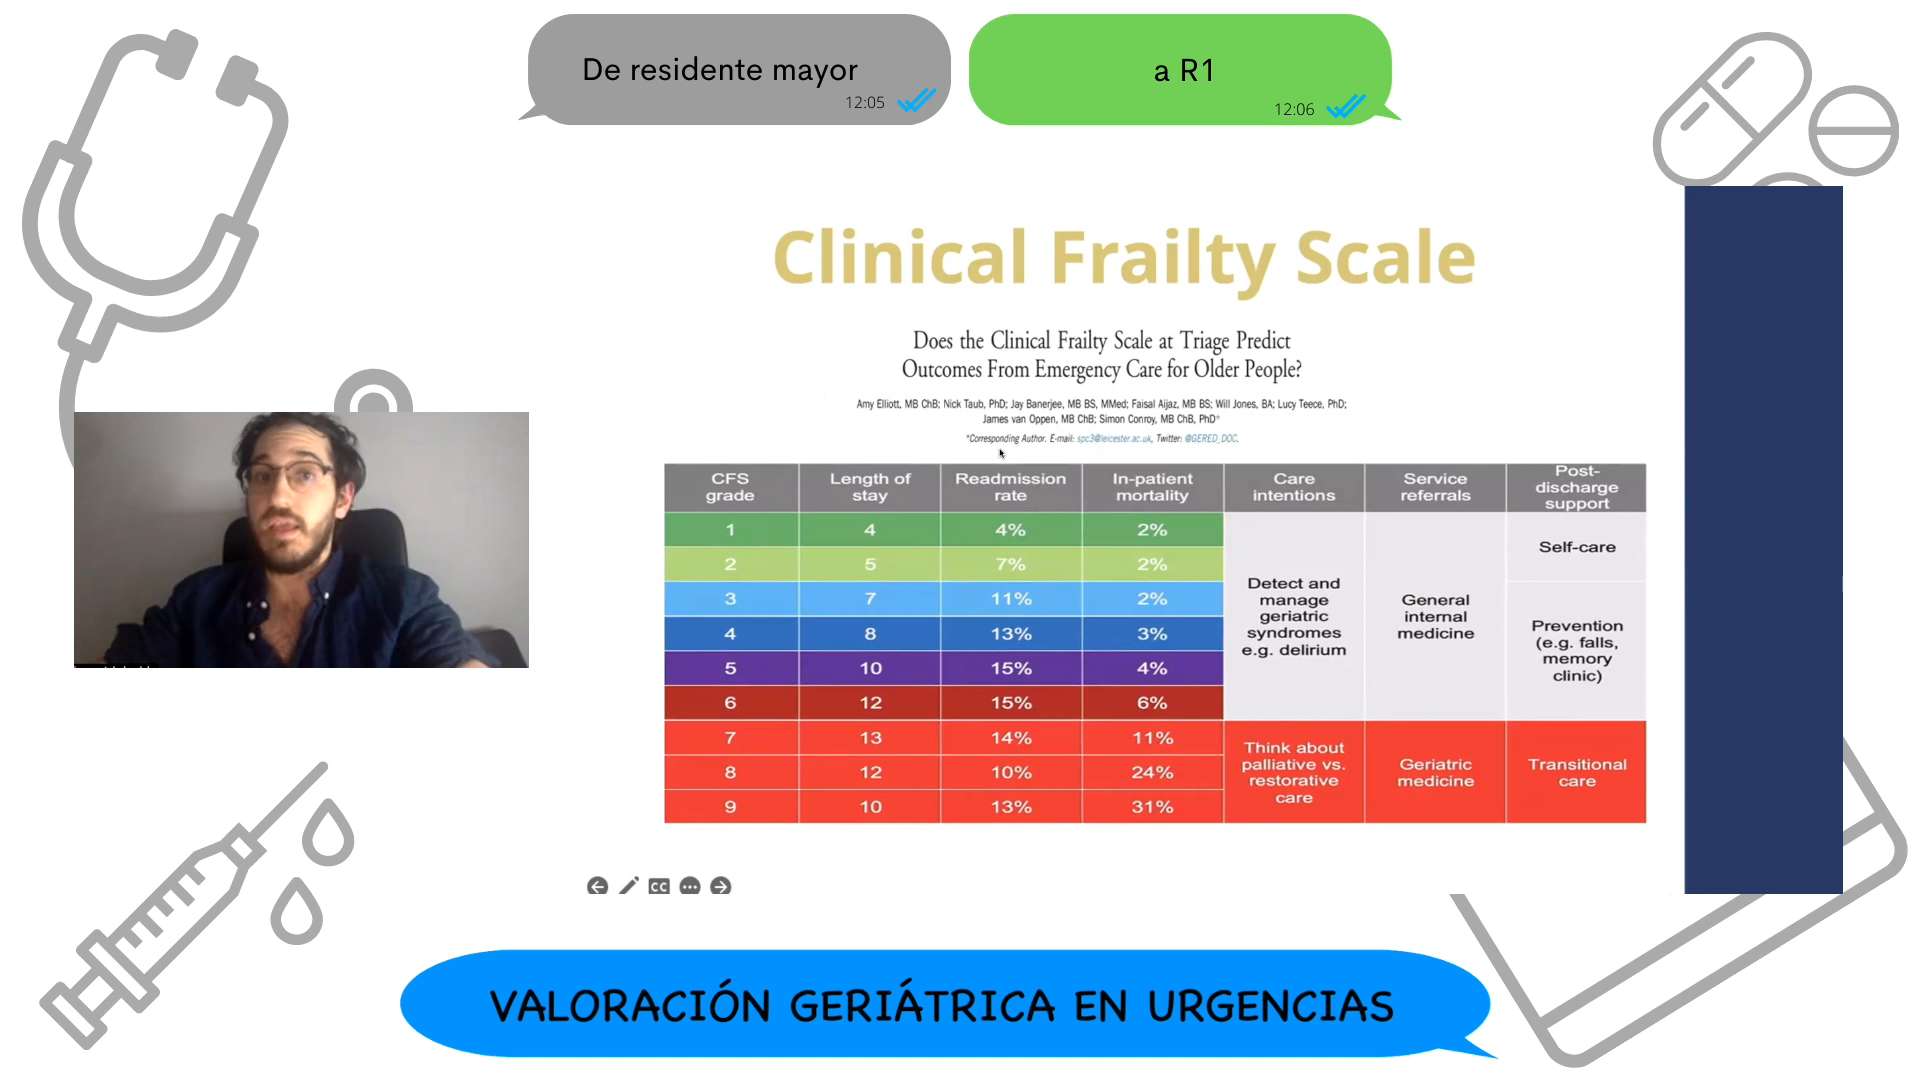 De residente mayor
12:05
a R1
12:06
Clinical Frailty Scale
Does the Clinical Frailty Scale at Triage Predict
Outcomes From Emergency Care for Older People?
Amy Elliott, MB ChB; Nick Taub, PhD; Jay Banerjee, MB BS, MMed; Faisal Aijaz, MB BS; Will Jones, BA; Lucy Teece, PhD;
James van Oppen, MB ChB; Simon Conroy, MB ChB, PhD*
*Corresponding Author. E-mail: spc3@leicester.ac.uk, Twitter: @GERED_DOC.
CFS
grade
Length of
stay
Readmission
rate
In-patient
mortality
Care
intentions
Service
referrals
Post-
discharge
support
1 4 4% 2%
2 5 7% 2%
3 7 11% 2%
4 8 13% 3%
5 10 15% 4%
6 12 15% 6%
7 13 14% 11%
8 12 10% 24%
9 10 13% 31%
Detect and
manage
geriatric
syndromes
e.g. delirium
General
internal
medicine
Self-care
Prevention
(e.g. falls,
memory
clinic)
Think about
palliative vs.
restorative
care
Geriatric
medicine
Transitional
care
CC
VALORACIÓN GERIÁTRICA EN URGENCIAS